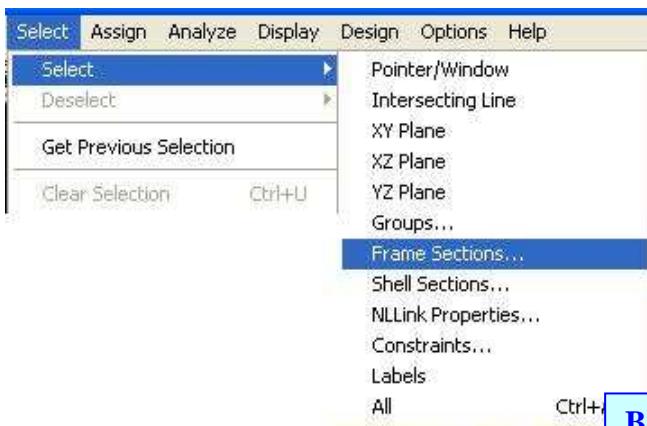 Select Assign Analyze Display Design Options Help
Select
Deselect
Get Previous Selection
Clear Selection Ctrl+U
Pointer/Window
Intersecting Line
XY Plane
XZ Plane
YZ Plane
Groups...
Frame Sections...
Shell Sections...
NLLink Properties...
Constraints...
Labels
All Ctrl+
B